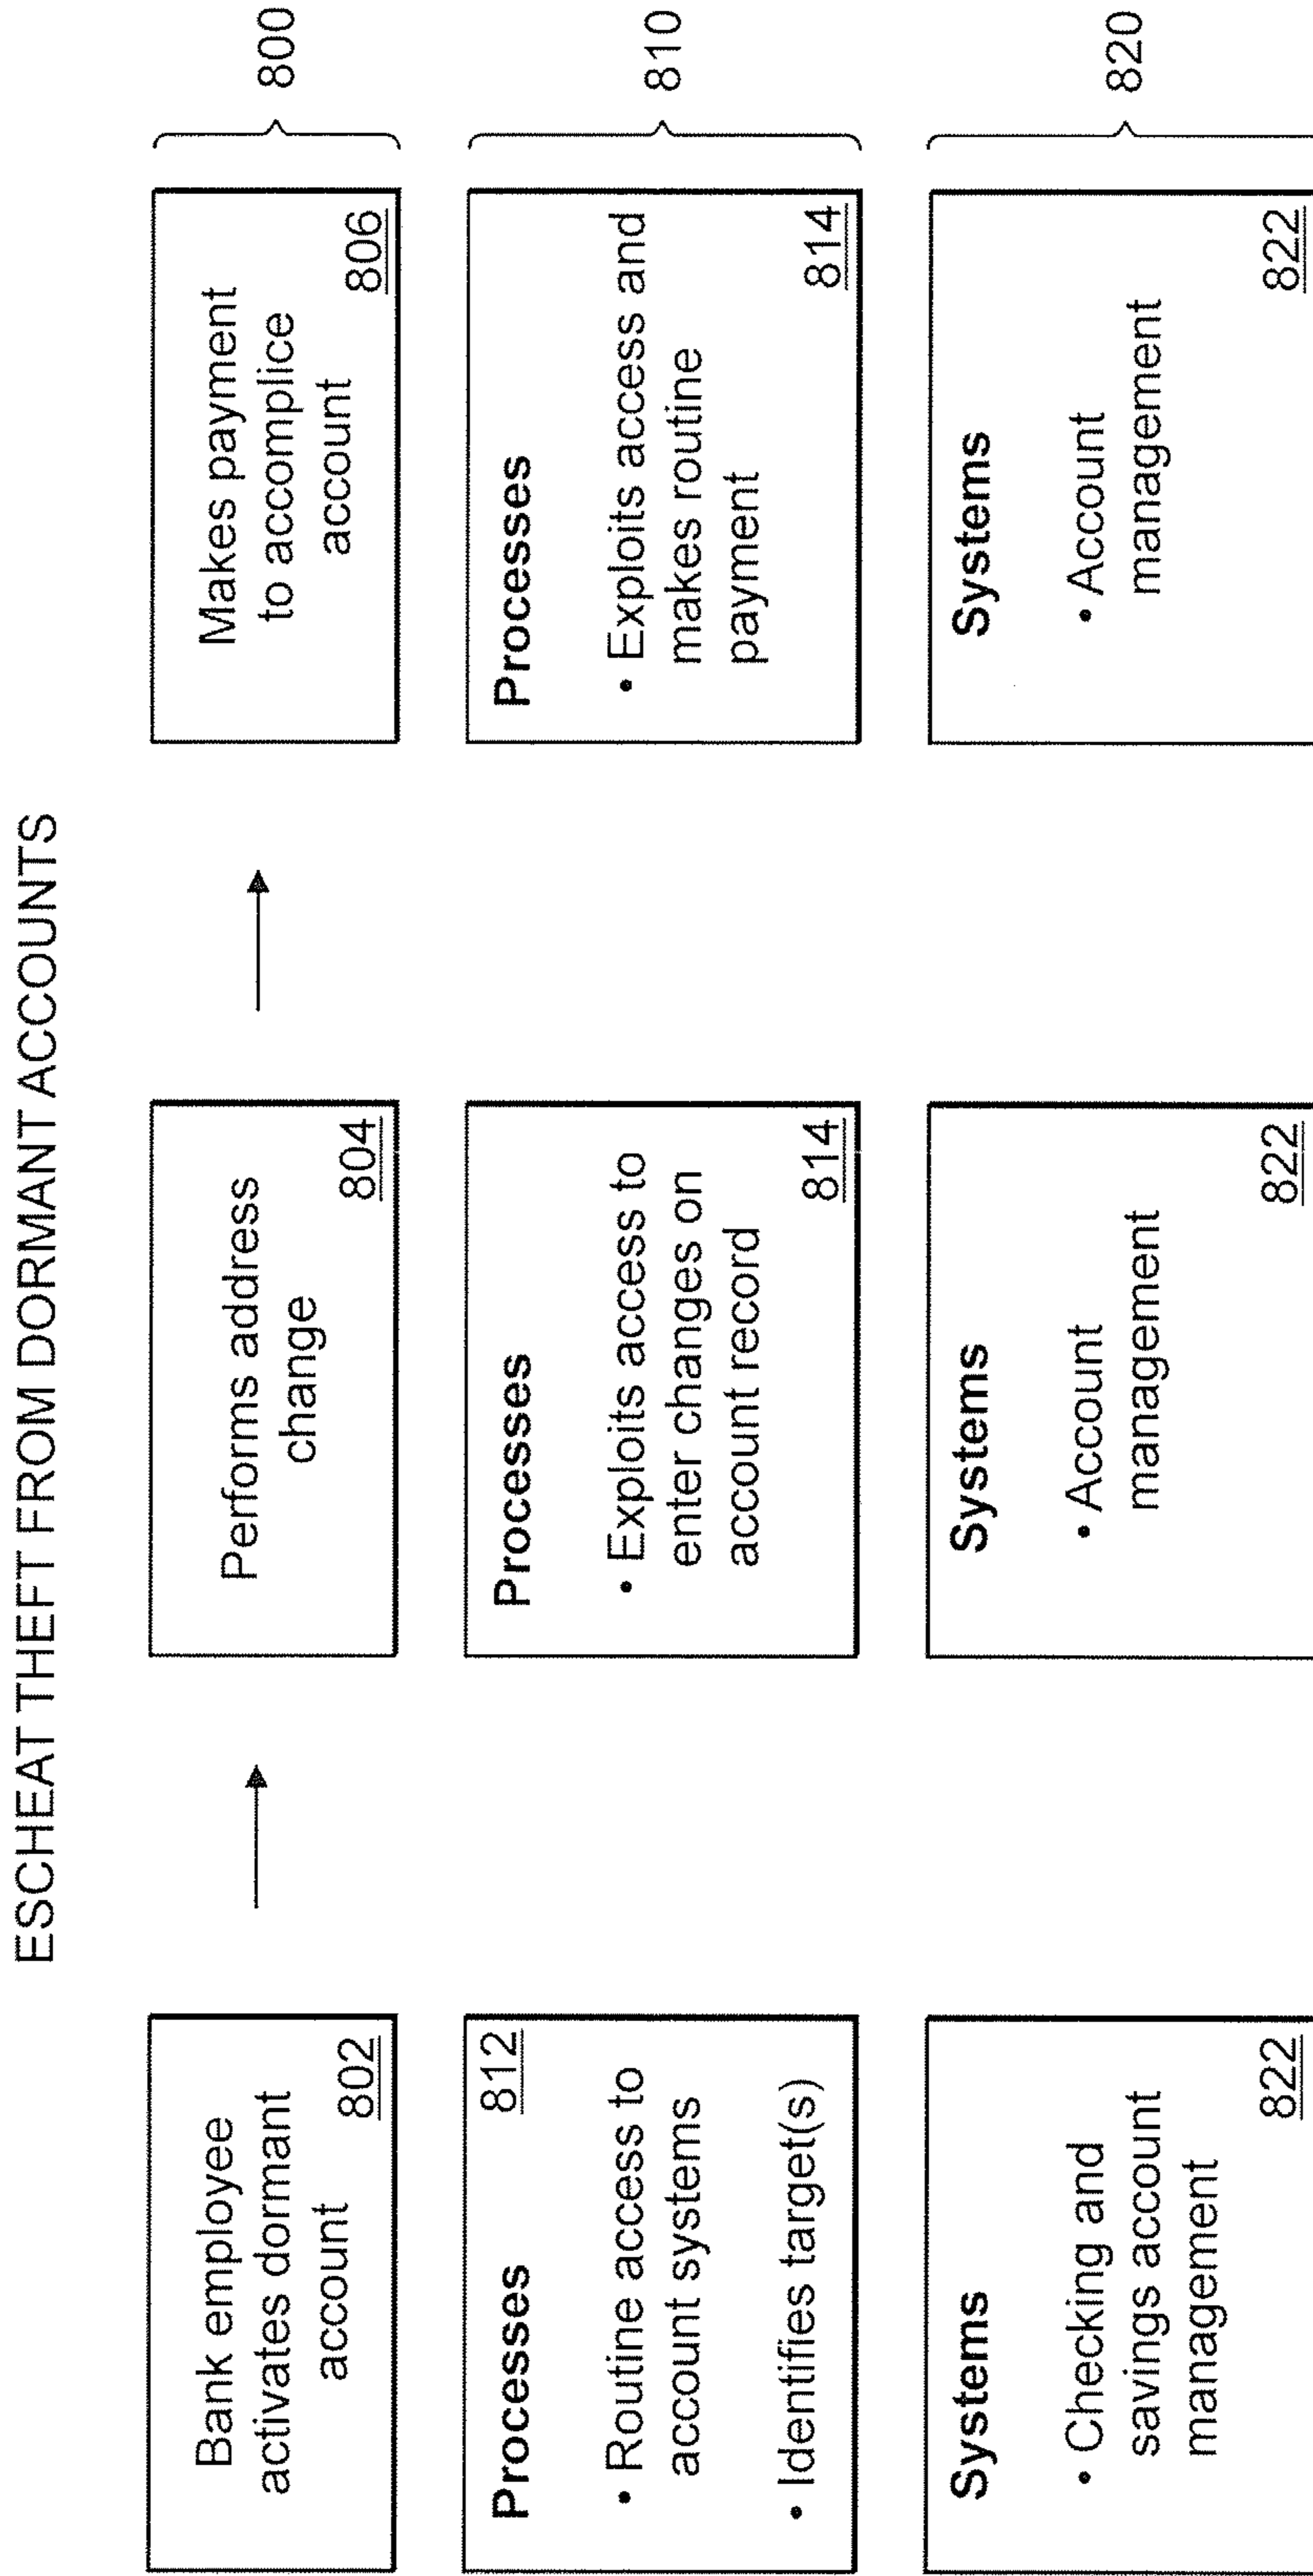 ESCHEAT THEFT FROM DORMANT ACCOUNTS
Bank employee
activates dormant
account
802
Performs address
change
804
Makes payment
to accomplice
account
806
800
Processes
812
• Routine access to
account systems
• Identifies target(s)
Processes
• Exploits access to
enter changes on
account record
814
Processes
• Exploits access and
makes routine
payment
814
810
Systems
• Checking and
savings account
management
822
Systems
• Account
management
822
Systems
• Account
management
822
820